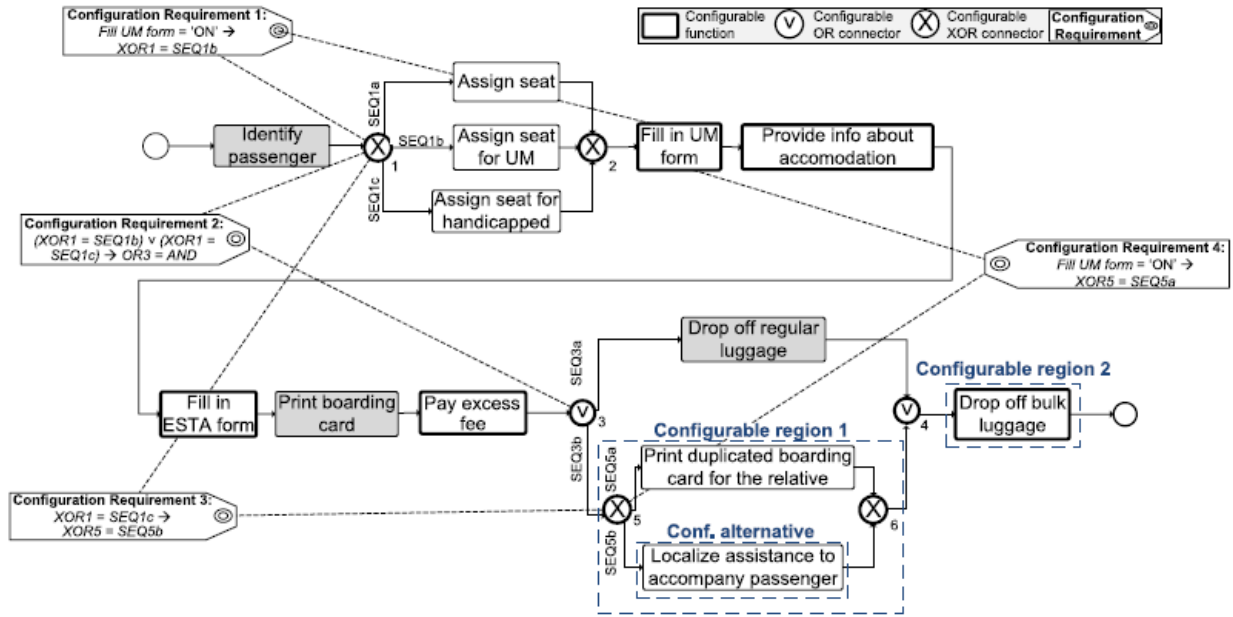 Configuration Requirement 1:
Fill UM form = ‘ON’ →
XOR1 = SEQ1b
Configurable
function
V
Configurable
OR connector
X
Configurable
XOR connector
Configuration
Requirement
Identify
passenger
X
1
SEQ1a
SEQ1b
SEQ1c
Assign seat
Assign seat
for UM
Assign seat for
handicapped
X
2
Fill in UM
form
Provide info about
accomodation
Configuration Requirement 2:
(XOR1 = SEQ1b) v (XOR1 =
SEQ1c) → OR3 = AND
Configuration Requirement 4:
Fill UM form = ‘ON’ →
XOR5 = SEQ5a
Fill in
ESTA form
Print boarding
card
Pay excess
fee
V
3
SEQ3a
SEQ3b
Drop off regular
luggage
Configurable region 1
X
5
SEQ5a
SEQ5b
Print duplicated boarding
card for the relative
Conf. alternative
Localize assistance to
accompany passenger
X
6
V
4
Configurable region 2
Drop off bulk
luggage
Configuration Requirement 3:
XOR1 = SEQ1c →
XOR5 = SEQ5b